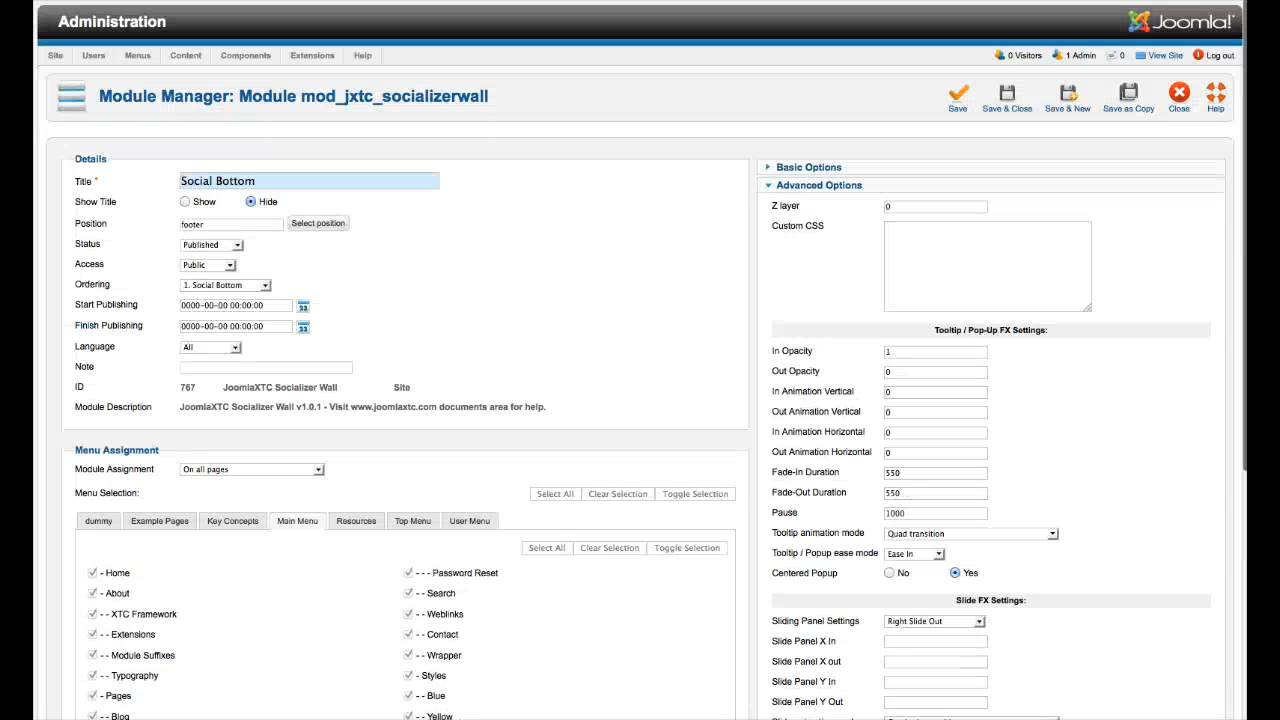 Administration
Joomla!
Site Users Menus Content Components Extensions Help
0 Visitors 1 Admin 0 View Site Log out
Module Manager: Module mod_jxtc_socializerwall
Save Save & Close Save & New Save as Copy Close Help
Details
Title * Social Bottom
Show Title Show Hide
Position footer Select position
Status Published
Access Public
Ordering 1. Social Bottom
Start Publishing 0000-00-00 00:00:00 23
Finish Publishing 0000-00-00 00:00:00 23
Language All
Note
ID 767 JoomlaXTC Socializer Wall Site
Module Description JoomlaXTC Socializer Wall v1.0.1 - Visit www.joomlaxtc.com documents area for help.
Menu Assignment
Module Assignment On all pages
Menu Selection: Select All Clear Selection Toggle Selection
dummy Example Pages Key Concepts Main Menu Resources Top Menu User Menu
Select All Clear Selection Toggle Selection
- Home
- About
- - XTC Framework
- - Extensions
- - Module Suffixes
- - Typography
- Pages
- - Blog
- - - Password Reset
- - Search
- - Weblinks
- - Contact
- - Wrapper
- Styles
- - Blue
- - Yellow
Basic Options
Advanced Options
Z layer 0
Custom CSS
Tooltip / Pop-Up FX Settings:
In Opacity 1
Out Opacity 0
In Animation Vertical 0
Out Animation Vertical 0
In Animation Horizontal 0
Out Animation Horizontal 0
Fade-In Duration 550
Fade-Out Duration 550
Pause 1000
Tooltip animation mode Quad transition
Tooltip / Popup ease mode Ease In
Centered Popup No Yes
Slide FX Settings:
Sliding Panel Settings Right Slide Out
Slide Panel X In
Slide Panel X out
Slide Panel Y In
Slide Panel Y Out